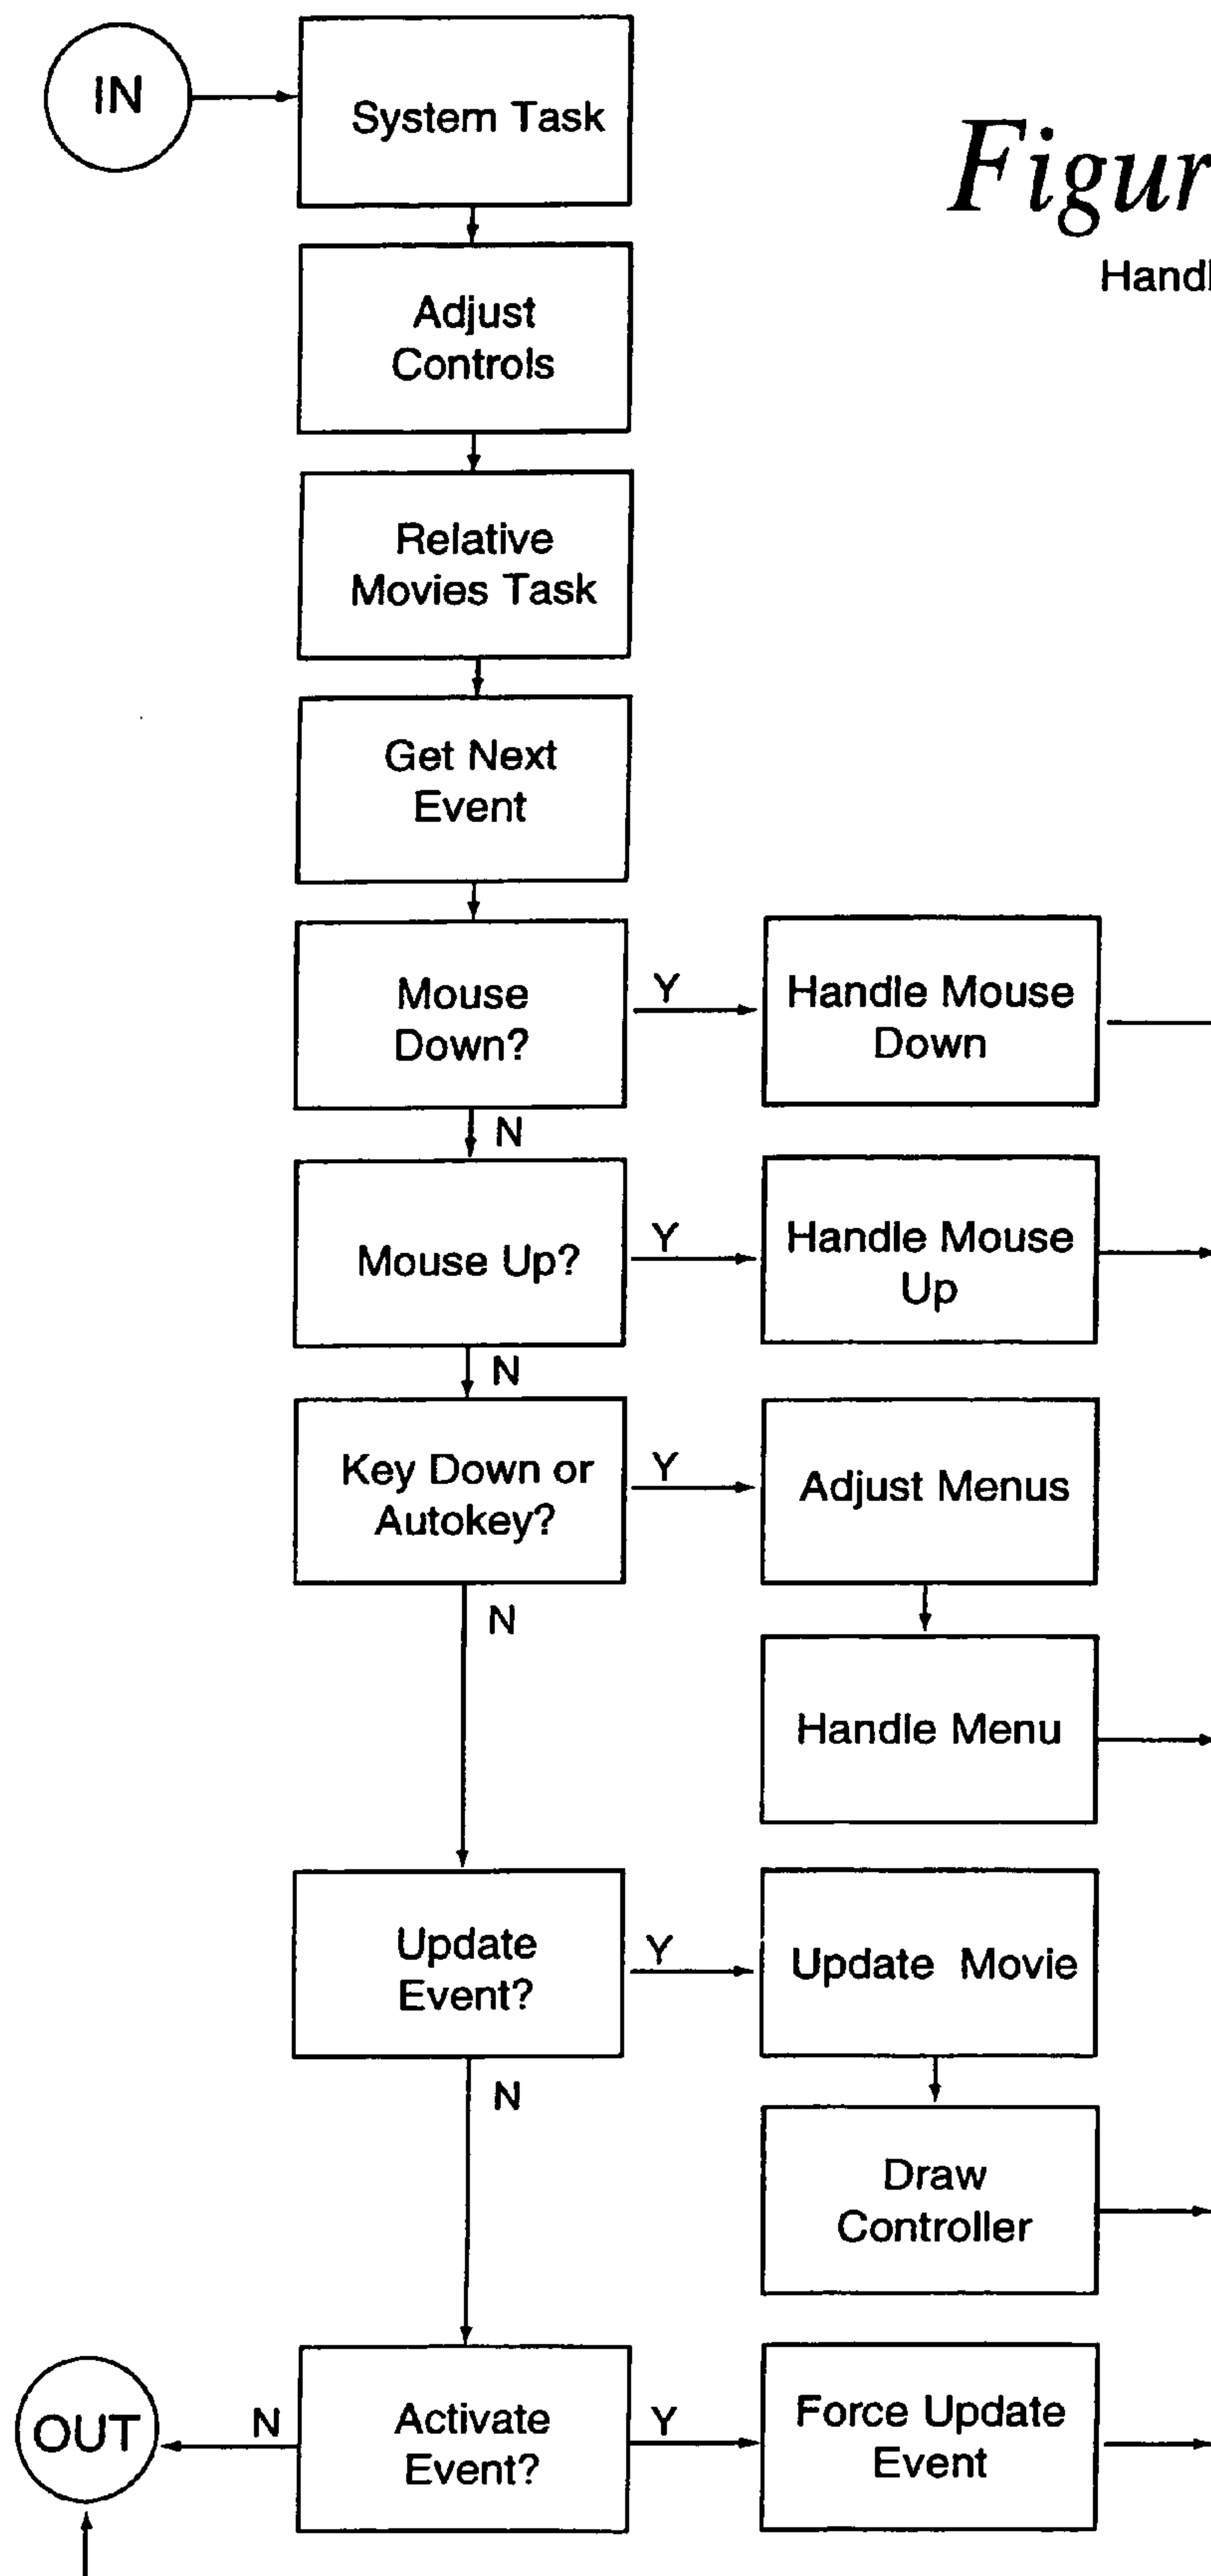 IN
System Task
Figur
Handl
Adjust
Controls
Relative
Movies Task
Get Next
Event
Mouse
Down?
Y
Handle Mouse
Down
N
Mouse Up?
Y
Handle Mouse
Up
N
Key Down or
Autokey?
Y
Adjust Menus
N
Handle Menu
Update
Event?
Y
Update Movie
N
Draw
Controller
OUT
N
Activate
Event?
Y
Force Update
Event